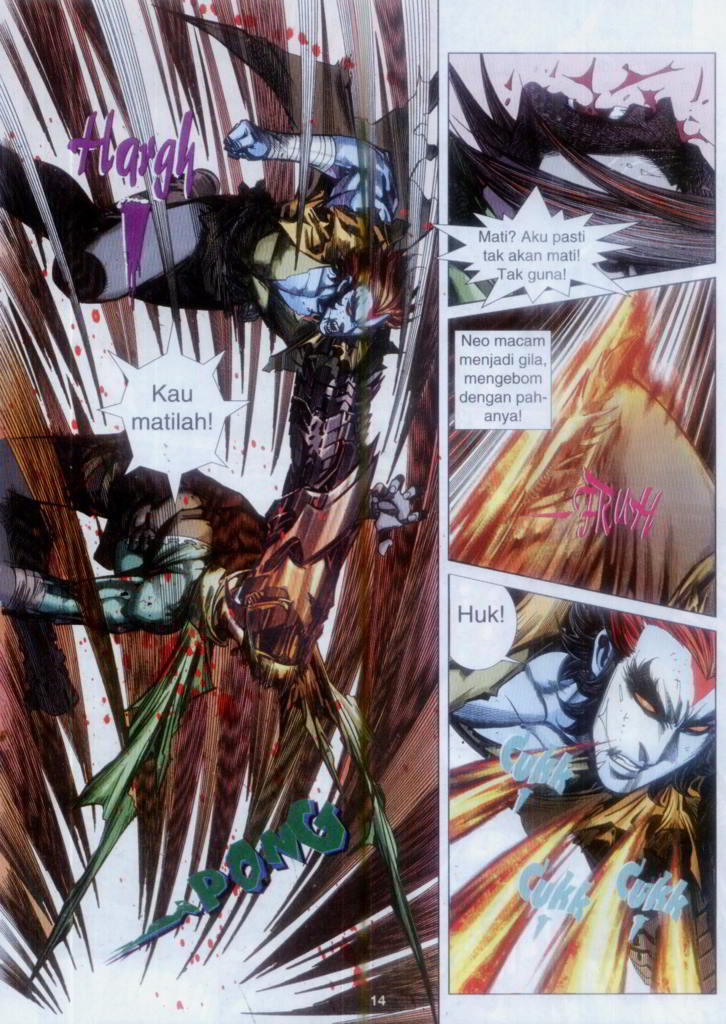 Hargh
!
Kau
matilah!
PONG
Mati? Aku pasti
tak akan mati!
Tak guna!
Neo macam
menjadi gila,
mengebom
dengan pah-
anya!
Huk!
Cukk
!
Cukk
!
Cukk
!
14